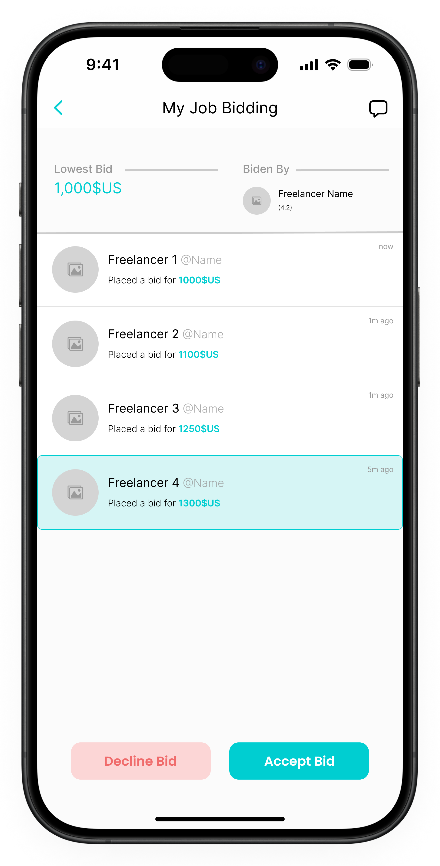 9:41
My Job Bidding
Lowest Bid
1,000$US
Biden By
Freelancer Name
(4.2)
now
Freelancer 1 @Name
Placed a bid for 1000$US
1m ago
Freelancer 2 @Name
Placed a bid for 1100$US
1m ago
Freelancer 3 @Name
Placed a bid for 1250$US
5m ago
Freelancer 4 @Name
Placed a bid for 1300$US
Decline Bid
Accept Bid